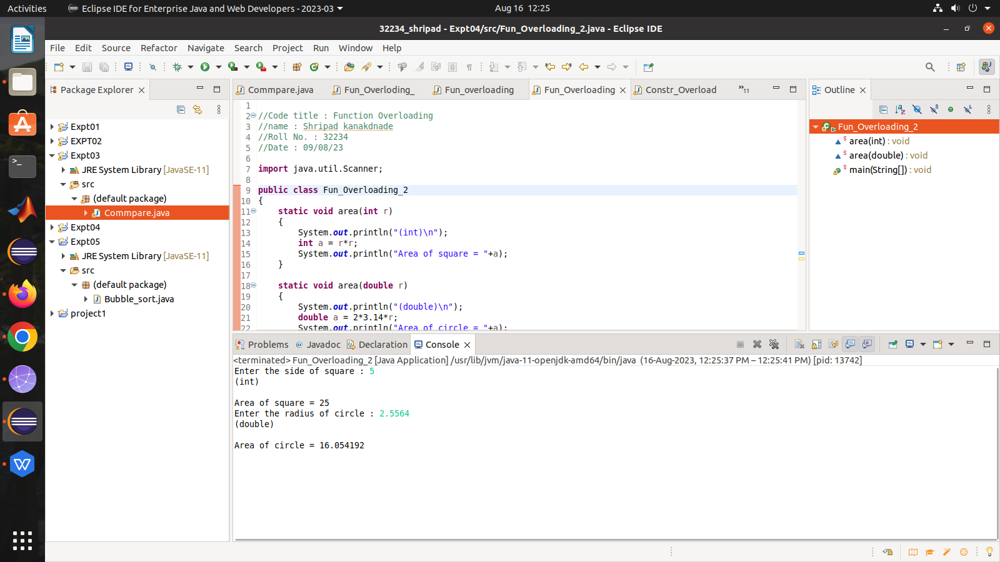 Activities
Eclipse IDE for Enterprise Java and Web Developers - 2023-03
Aug 16 12:25
32234_shripad - Expt04/src/Fun_Overloading_2.java - Eclipse IDE
File Edit Source Refactor Navigate Search Project Run Window Help
Package Explorer
Expt01
EXPT02
Expt03
JRE System Library [JavaSE-11]
src
(default package)
Commpare.java
Expt04
Expt05
JRE System Library [JavaSE-11]
src
(default package)
Bubble_sort.java
project1
Commpare.java Fun_Overloding_ Fun_overloading Fun_Overloading Constr_Overload »11
1
2 //Code title : Function Overloading
3 //name : Shripad kanakdnade
4 //Roll No. : 32234
5 //Date : 09/08/23
6
7 import java.util.Scanner;
8
9 public class Fun_Overloading_2
10 {
11 static void area(int r)
12 {
13 System.out.println("(int)\n");
14 int a = r*r;
15 System.out.println("Area of square = "+a);
16 }
17
18 static void area(double r)
19 {
20 System.out.println("(double)\n");
21 double a = 2*3.14*r;
22 System.out.println("Area of circle = "+a);
Outline
Fun_Overloading_2
area(int) : void
area(double) : void
main(String[]) : void
Problems @ Javadoc Declaration Console
<terminated> Fun_Overloading_2 [Java Application] /usr/lib/jvm/java-11-openjdk-amd64/bin/java (16-Aug-2023, 12:25:37 PM – 12:25:41 PM) [pid: 13742]
Enter the side of square : 5
(int)
Area of square = 25
Enter the radius of circle : 2.5564
(double)
Area of circle = 16.054192